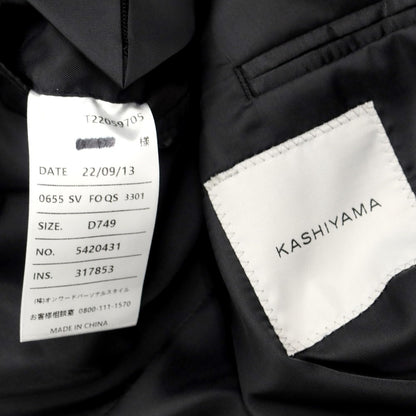 T22059705
様
DATE 22/09/13
0655 SV FO QS 3301
SIZE. D749
NO. 5420431
INS. 317853
(株)オンワードパーソナルスタイル
お客様相談室 0800-111-1570
MADE IN CHINA
KASHIYAMA